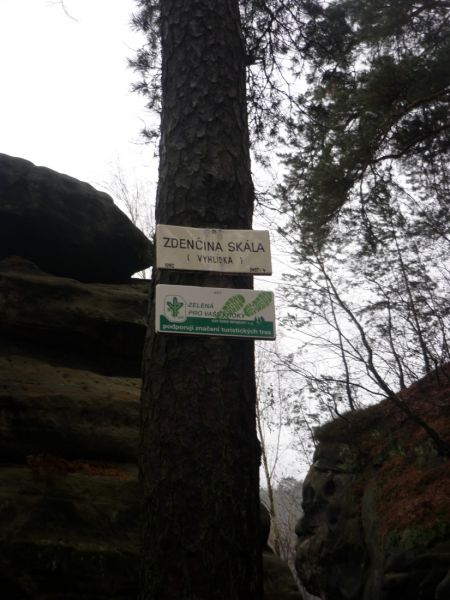 ZDENČINA SKÁLA
( VYHLÍDKA )
ZELENÁ
PRO VAŠE KROKY
podporují značení turistických tras